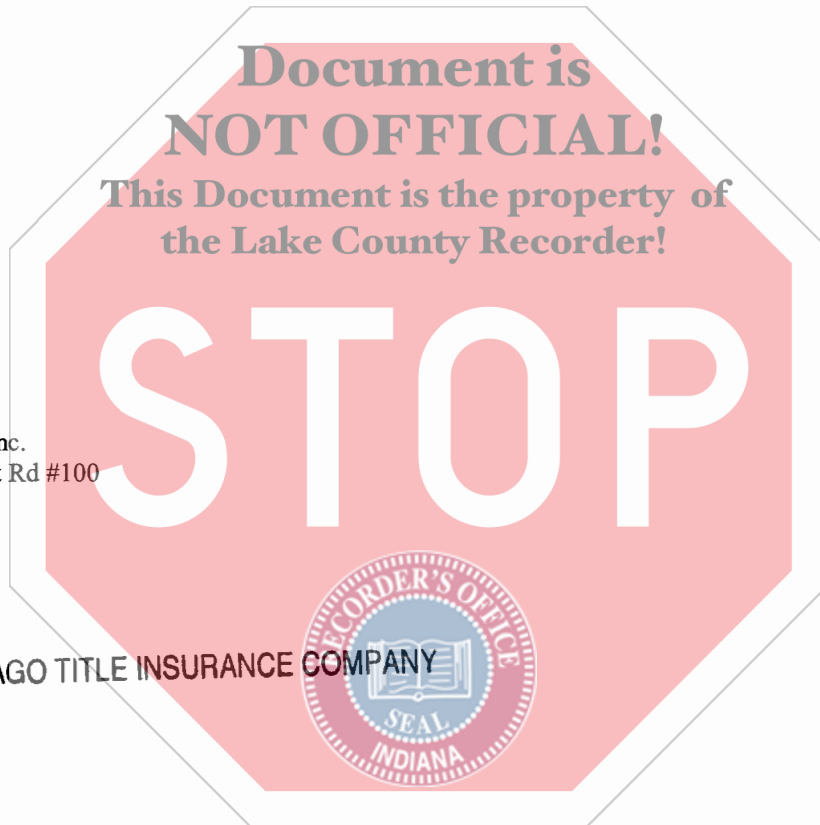 Document is
NOT OFFICIAL!
This Document is the property of
the Lake County Recorder!
STOP
nc.
Rd #100
AGO TITLE INSURANCE COMPANY
RECORDER'S OFFICE
SEAL
INDIANA